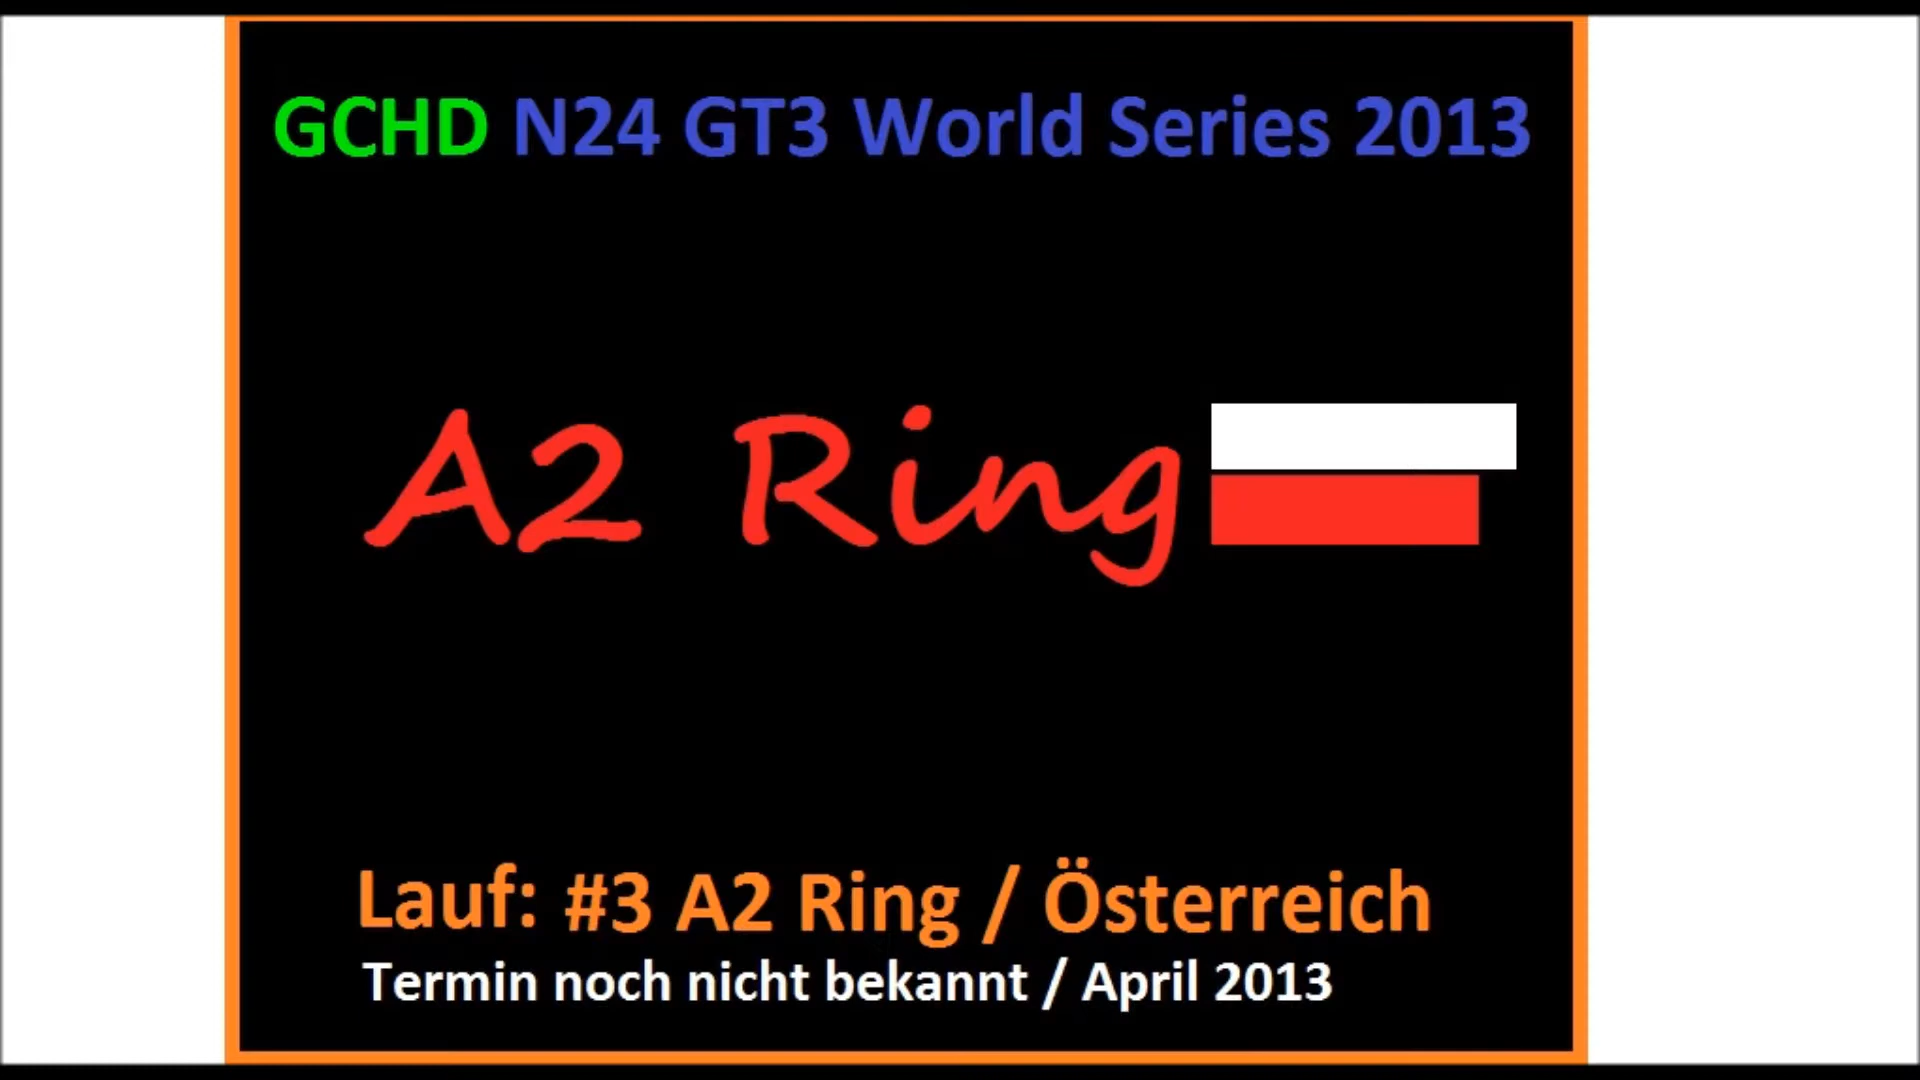 GCHD N24 GT3 World Series 2013
A2 Ring
Lauf: #3 A2 Ring / Österreich
Termin noch nicht bekannt / April 2013